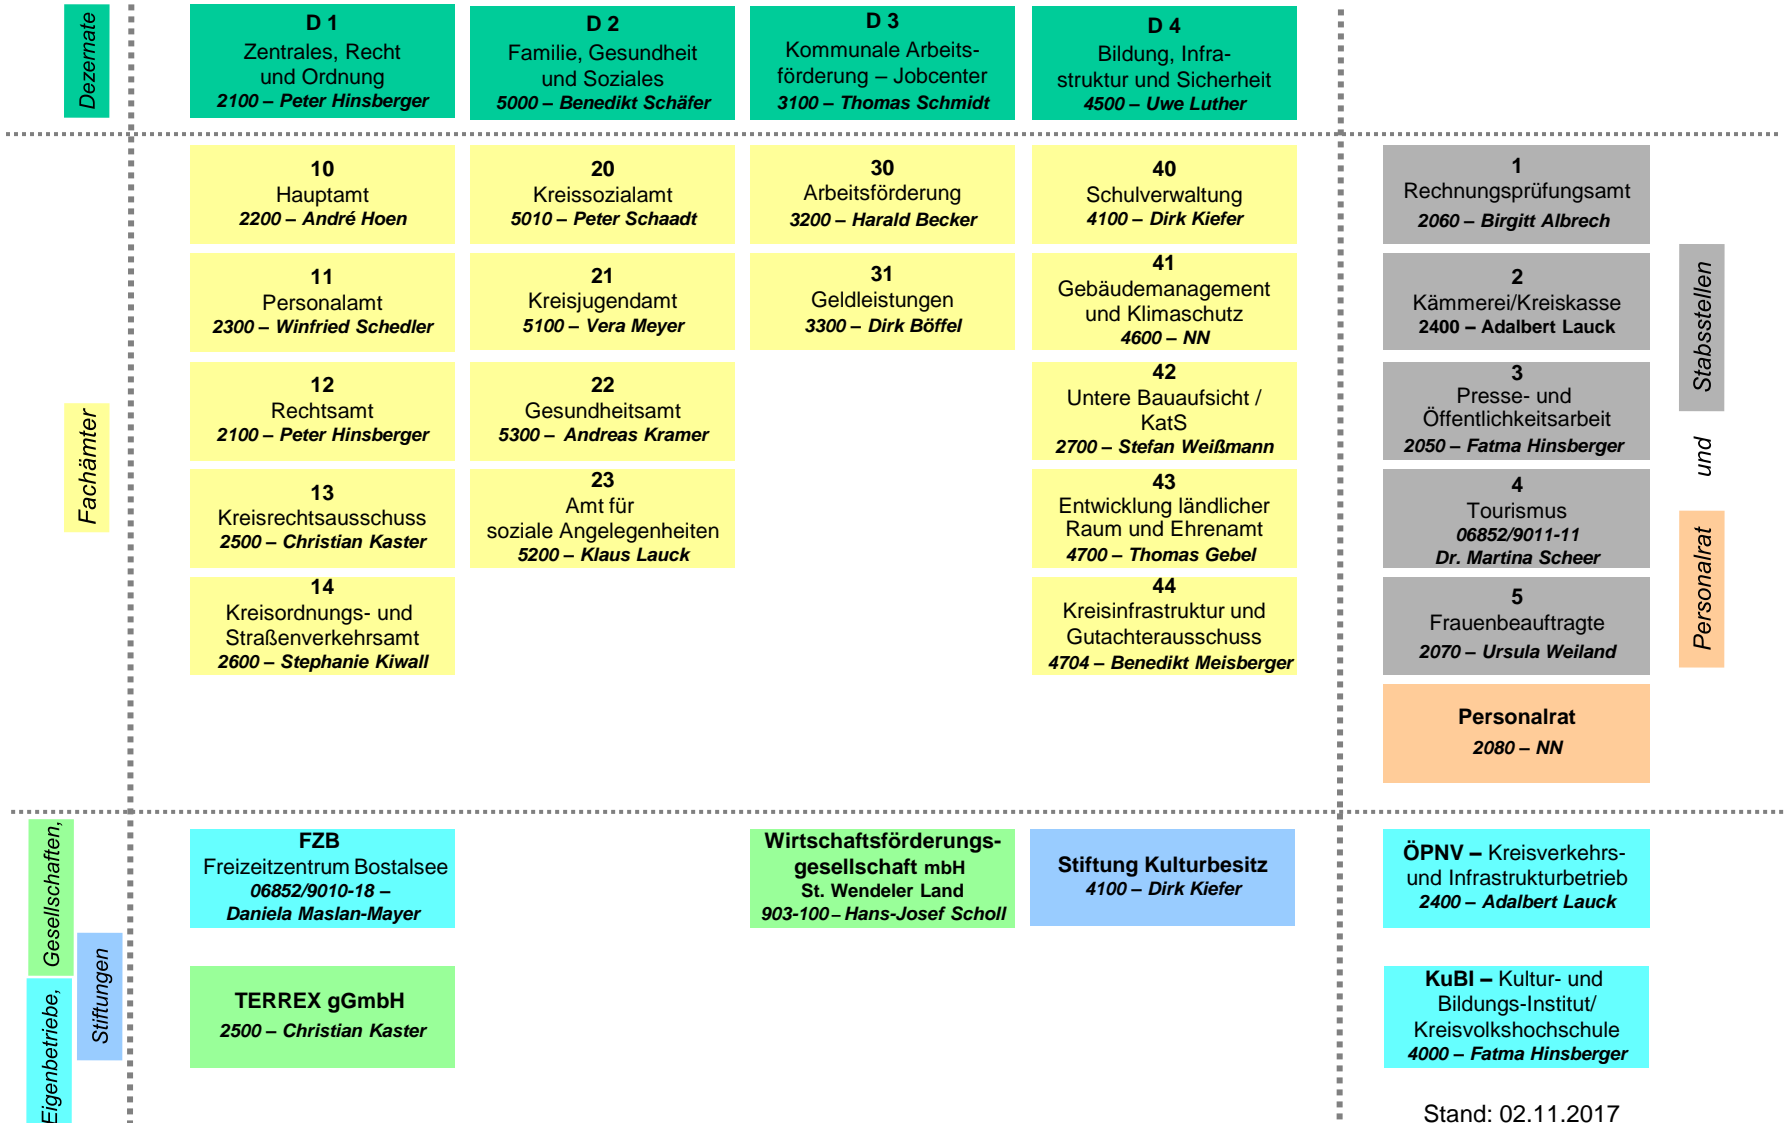 Dezernate
D 1
Zentrales, Recht
und Ordnung
2100 – Peter Hinsberger
D 2
Familie, Gesundheit
und Soziales
5000 – Benedikt Schäfer
D 3
Kommunale Arbeits-
förderung – Jobcenter
3100 – Thomas Schmidt
D 4
Bildung, Infra-
struktur und Sicherheit
4500 – Uwe Luther
Fachämter
10
Hauptamt
2200 – André Hoen
11
Personalamt
2300 – Winfried Schedler
12
Rechtsamt
2100 – Peter Hinsberger
13
Kreisrechtsausschuss
2500 – Christian Kaster
14
Kreisordnungs- und
Straßenverkehrsamt
2600 – Stephanie Kiwall
20
Kreissozialamt
5010 – Peter Schaadt
21
Kreisjugendamt
5100 – Vera Meyer
22
Gesundheitsamt
5300 – Andreas Kramer
23
Amt für
soziale Angelegenheiten
5200 – Klaus Lauck
30
Arbeitsförderung
3200 – Harald Becker
31
Geldleistungen
3300 – Dirk Böffel
40
Schulverwaltung
4100 – Dirk Kiefer
41
Gebäudemanagement
und Klimaschutz
4600 – NN
42
Untere Bauaufsicht /
KatS
2700 – Stefan Weißmann
43
Entwicklung ländlicher
Raum und Ehrenamt
4700 – Thomas Gebel
44
Kreisinfrastruktur und
Gutachterausschuss
4704 – Benedikt Meisberger
1
Rechnungsprüfungsamt
2060 – Birgitt Albrech
2
Kämmerei/Kreiskasse
2400 – Adalbert Lauck
3
Presse- und
Öffentlichkeitsarbeit
2050 – Fatma Hinsberger
4
Tourismus
06852/9011-11
Dr. Martina Scheer
5
Frauenbeauftragte
2070 – Ursula Weiland
Personalrat
2080 – NN
Stabsstellen
und
Personalrat
Eigenbetriebe,
Gesellschaften,
Stiftungen
FZB
Freizeitzentrum Bostalsee
06852/9010-18 –
Daniela Maslan-Mayer
TERREX gGmbH
2500 – Christian Kaster
Wirtschaftsförderungs-
gesellschaft mbH
St. Wendeler Land
903-100 – Hans-Josef Scholl
Stiftung Kulturbesitz
4100 – Dirk Kiefer
ÖPNV – Kreisverkehrs-
und Infrastrukturbetrieb
2400 – Adalbert Lauck
KuBI – Kultur- und
Bildungs-Institut/
Kreisvolkshochschule
4000 – Fatma Hinsberger
Stand: 02.11.2017